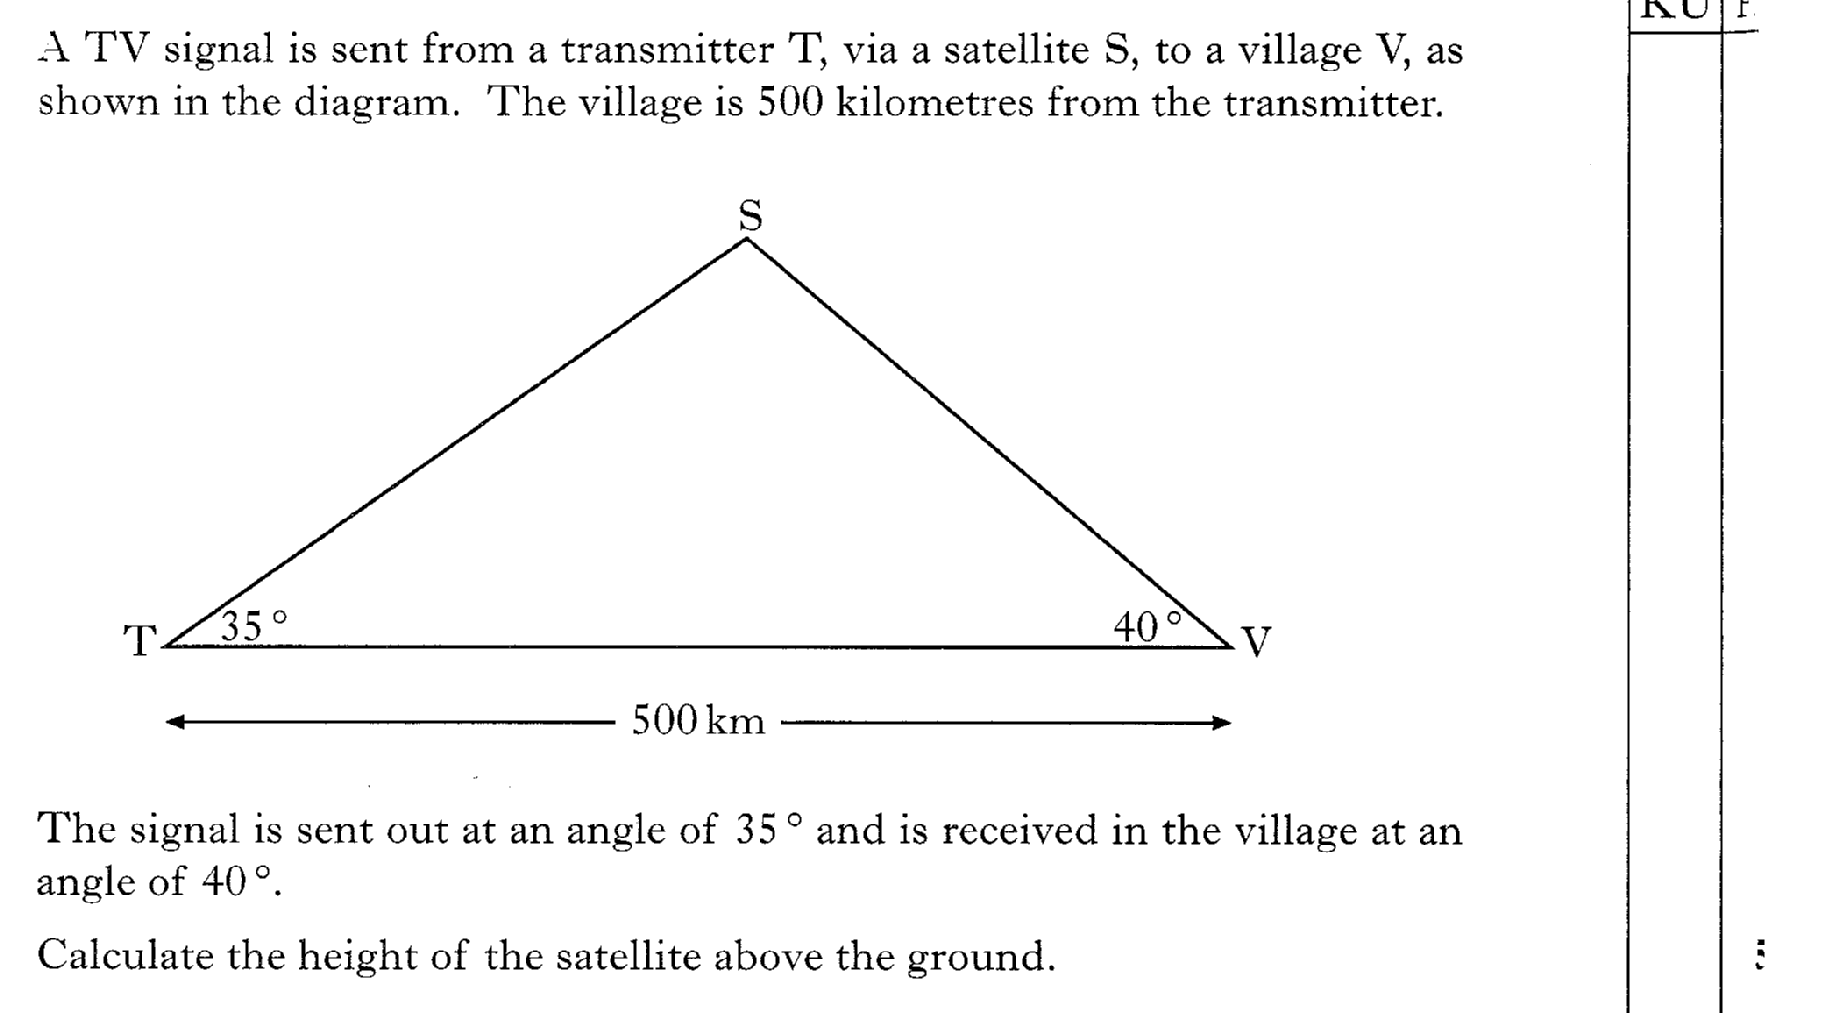 KU
A TV signal is sent from a transmitter T, via a satellite S, to a village V, as
shown in the diagram. The village is 500 kilometres from the transmitter.
S
T 35° 40° V
500 km
The signal is sent out at an angle of 35° and is received in the village at an
angle of 40°.
Calculate the height of the satellite above the ground.